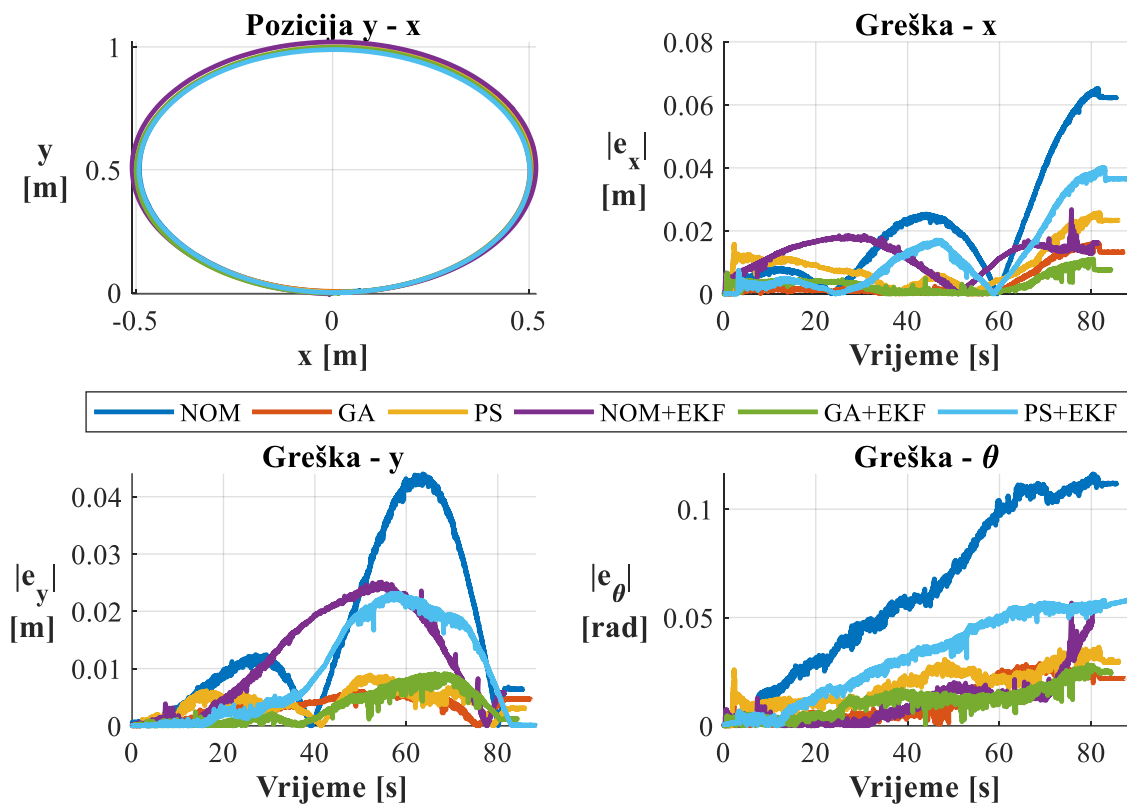 Pozicija y - x
1
y
[m]
0.5
0
-0.5
0
0.5
x [m]
Greška - x
0.08
0.06
|e_x|
[m]
0.04
0.02
0
0
20
40
60
80
Vrijeme [s]
NOM GA PS NOM+EKF GA+EKF PS+EKF
Greška - y
0.04
0.03
|e_y|
[m]
0.02
0.01
0
0
20
40
60
80
Vrijeme [s]
Greška - θ
0.1
|e_θ|
[rad]
0.05
0
0
20
40
60
80
Vrijeme [s]